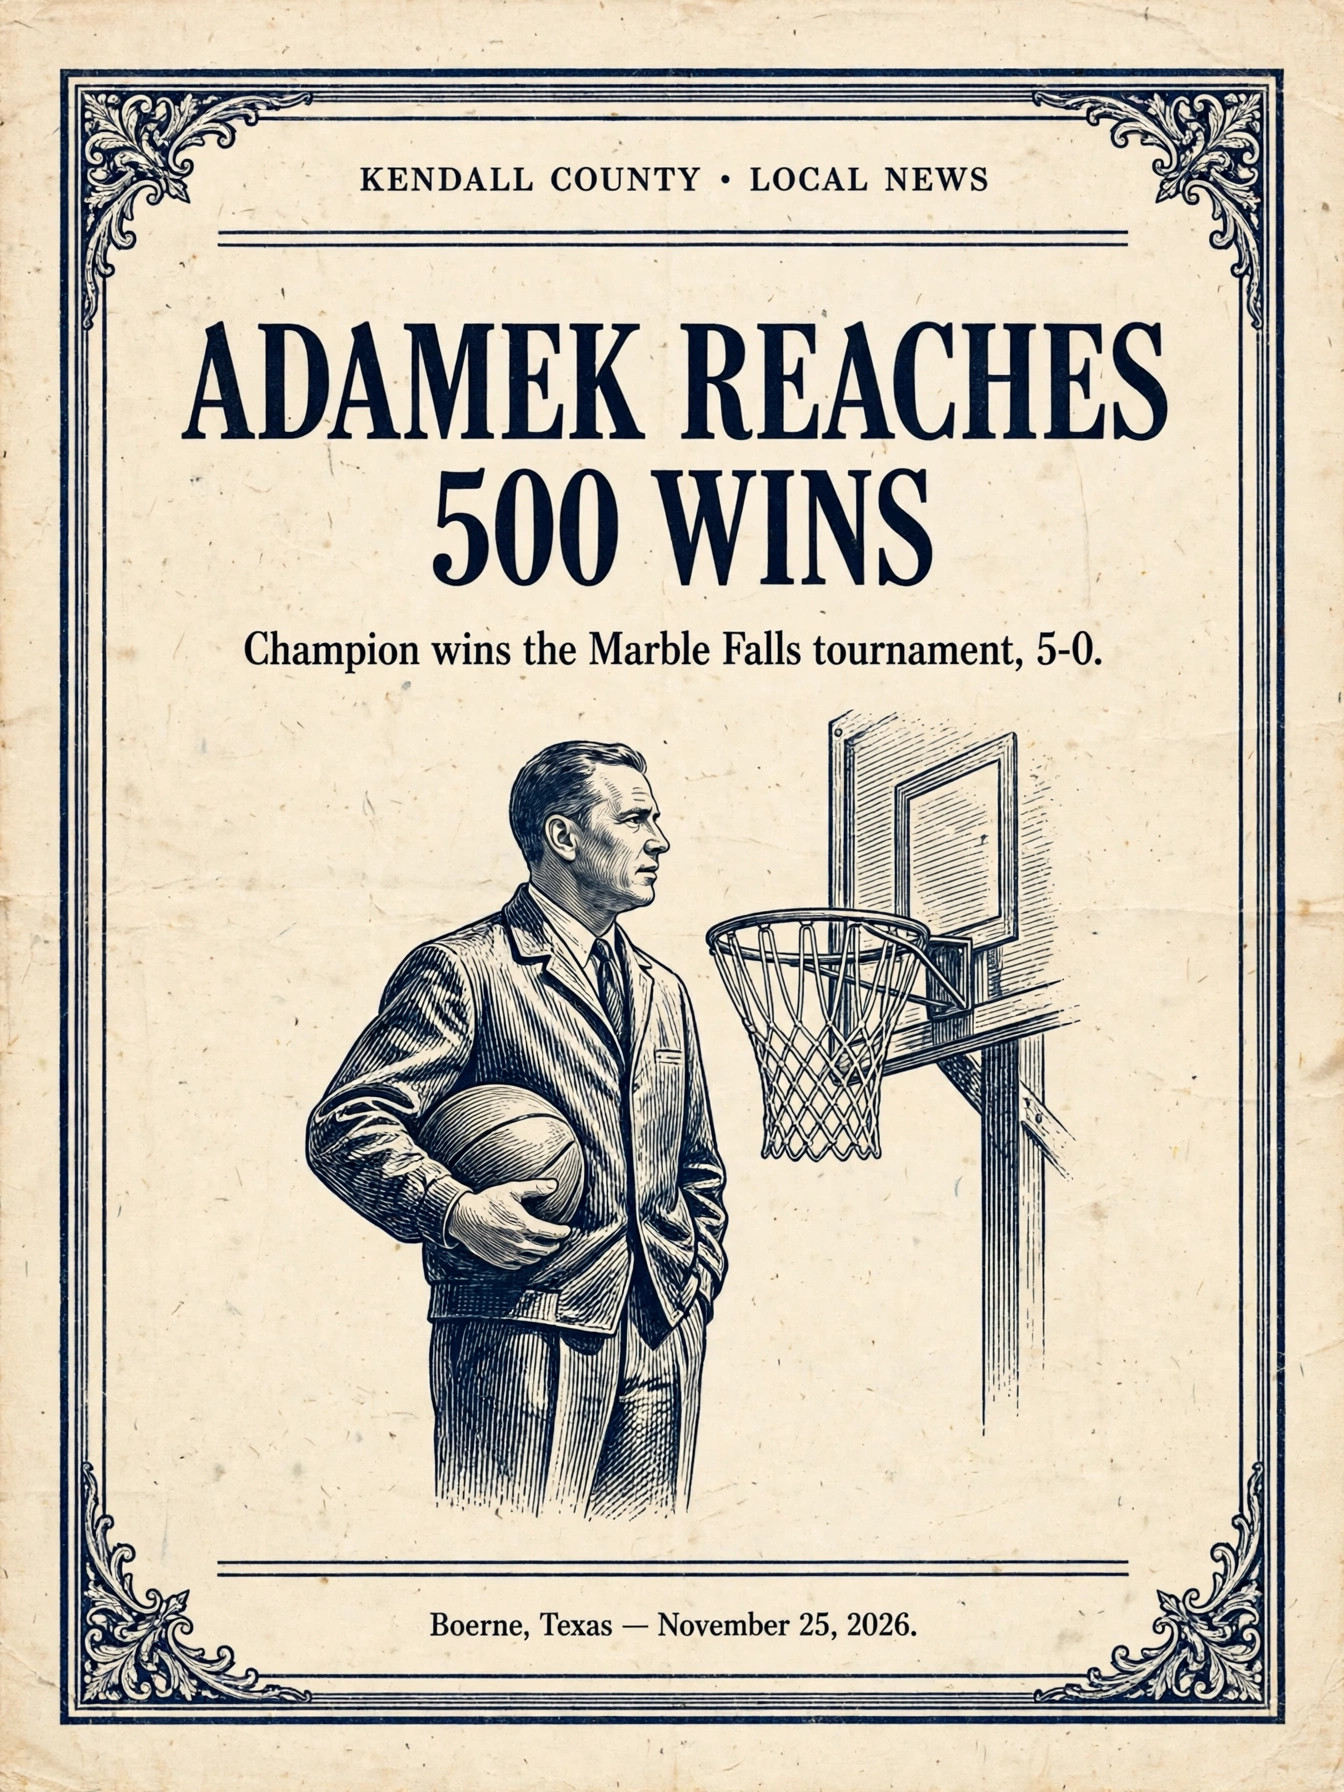 KENDALL COUNTY • LOCAL NEWS
ADAMEK REACHES
500 WINS
Champion wins the Marble Falls tournament, 5-0.
Boerne, Texas — November 25, 2026.